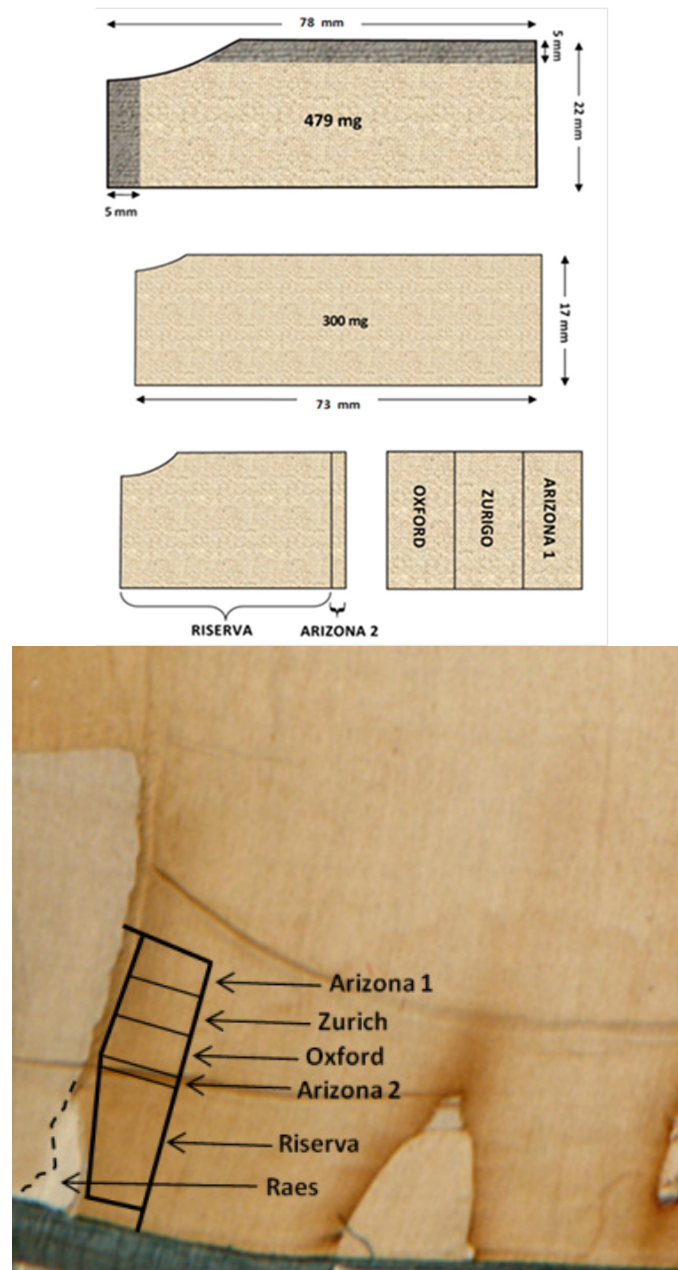 78 mm
5 mm
479 mg
22 mm
5 mm
300 mg
17 mm
73 mm
OXFORD
ZURIGO
ARIZONA 1
RISERVA
ARIZONA 2
Arizona 1
Zurich
Oxford
Arizona 2
Riserva
Raes